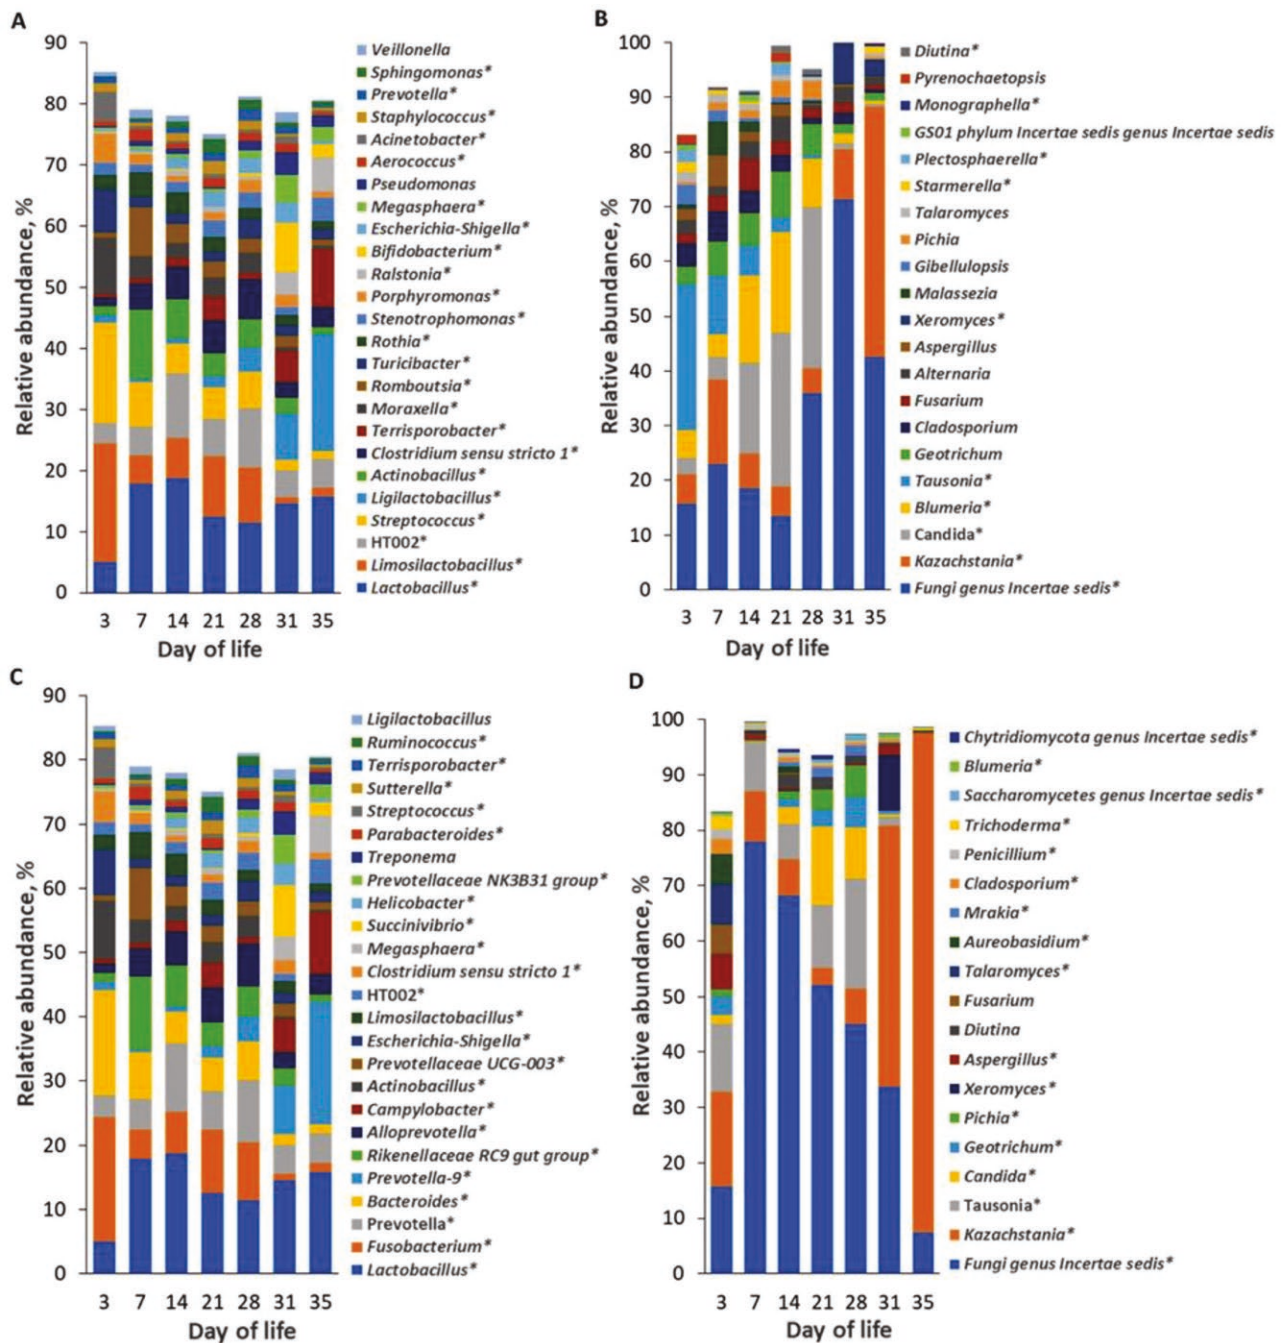 A
Relative abundance, %
90
80
70
60
50
40
30
20
10
0
3 7 14 21 28 31 35
Day of life
Veillonella
Sphingomonas*
Prevotella*
Staphylococcus*
Acinetobacter*
Aerococcus*
Pseudomonas
Megasphaera*
Escherichia-Shigella*
Bifidobacterium*
Ralstonia*
Porphyromonas*
Stenotrophomonas*
Rothia*
Turicibacter*
Romboutsia*
Moraxella*
Terrisporobacter*
Clostridium sensu stricto 1*
Actinobacillus*
Ligilactobacillus*
Streptococcus*
HT002*
Limosilactobacillus*
Lactobacillus*
B
Relative abundance, %
100
90
80
70
60
50
40
30
20
10
0
3 7 14 21 28 31 35
Day of life
Diutina*
Pyrenochaetopsis
Monographella*
GS01 phylum Incertae sedis genus Incertae sedis
Plectosphaerella*
Starmerella*
Talaromyces
Pichia
Gibellulopsis
Malassezia
Xeromyces*
Aspergillus
Alternaria
Fusarium
Cladosporium
Geotrichum
Tausonia*
Blumeria*
Candida*
Kazachstania*
Fungi genus Incertae sedis*
C
Relative abundance, %
90
80
70
60
50
40
30
20
10
0
3 7 14 21 28 31 35
Day of life
Ligilactobacillus
Ruminococcus*
Terrisporobacter*
Sutterella*
Streptococcus*
Parabacteroides*
Treponema
Prevotellaceae NK3B31 group*
Helicobacter*
Succinivibrio*
Megasphaera*
Clostridium sensu stricto 1*
HT002*
Limosilactobacillus*
Escherichia-Shigella*
Prevotellaceae UCG-003*
Actinobacillus*
Campylobacter*
Alloprevotella*
Rikenellaceae RC9 gut group*
Prevotella-9*
Bacteroides*
Prevotella*
Fusobacterium*
Lactobacillus*
D
Relative abundance, %
100
90
80
70
60
50
40
30
20
10
0
3 7 14 21 28 31 35
Day of life
Chytridiomycota genus Incertae sedis*
Blumeria*
Saccharomycetes genus Incertae sedis*
Trichoderma*
Penicillium*
Cladosporium*
Mrakia*
Aureobasidium*
Talaromyces*
Fusarium
Diutina
Aspergillus*
Xeromyces*
Pichia*
Geotrichum*
Candida*
Tausonia*
Kazachstania*
Fungi genus Incertae sedis*